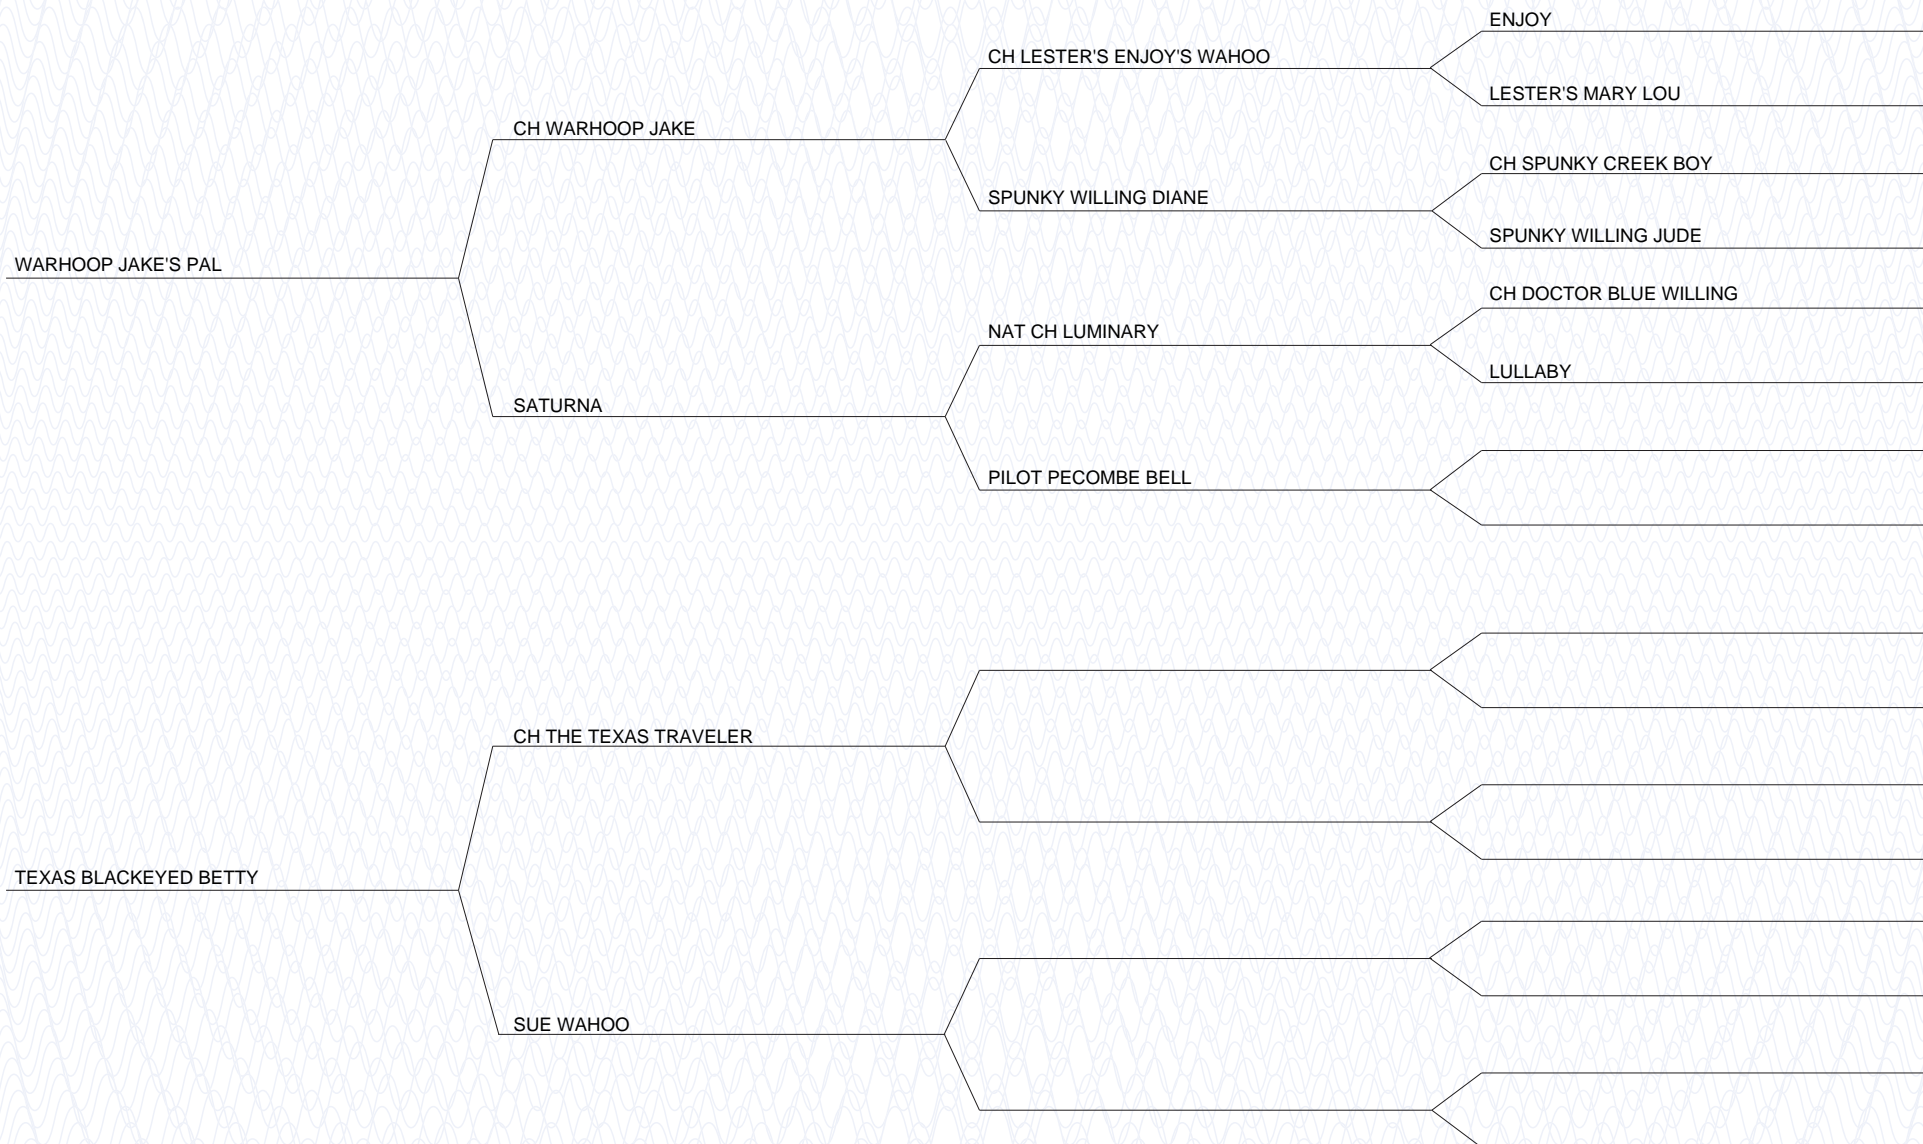 ENJOY
CH LESTER'S ENJOY'S WAHOO
LESTER'S MARY LOU
CH WARHOOP JAKE
CH SPUNKY CREEK BOY
SPUNKY WILLING DIANE
SPUNKY WILLING JUDE
WARHOOP JAKE'S PAL
CH DOCTOR BLUE WILLING
NAT CH LUMINARY
LULLABY
SATURNA
PILOT PECOMBE BELL
CH THE TEXAS TRAVELER
TEXAS BLACKEYED BETTY
SUE WAHOO